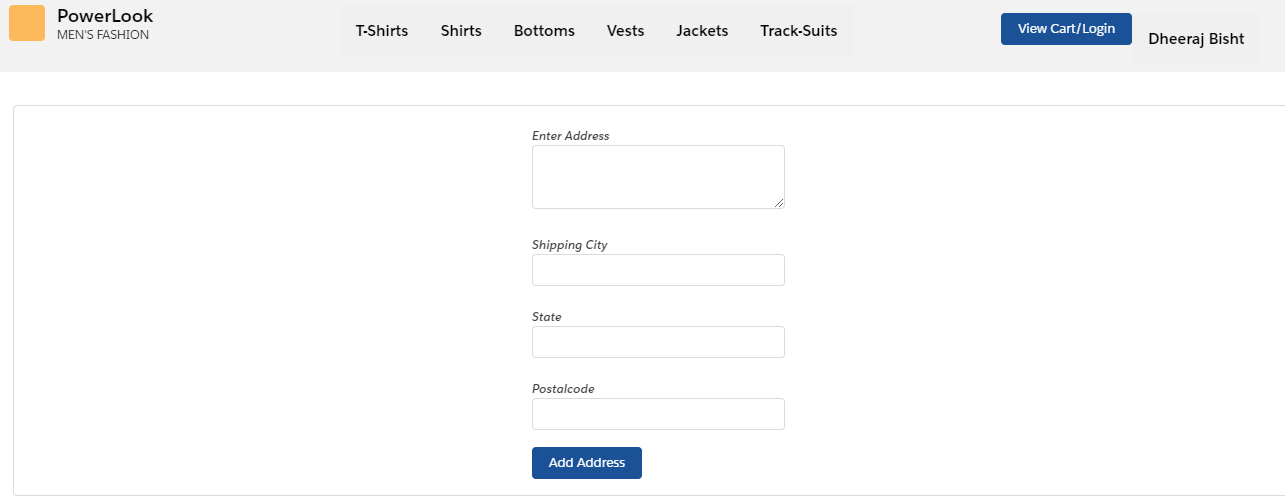 PowerLook
MEN'S FASHION
T-Shirts Shirts Bottoms Vests Jackets Track-Suits
View Cart/Login
Dheeraj Bisht
Enter Address
Shipping City
State
Postalcode
Add Address